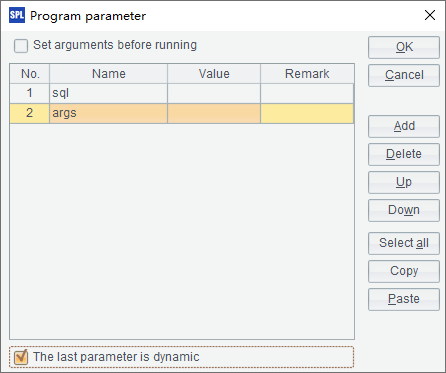 SPL Program parameter
Set arguments before running
No. Name Value Remark
1 sql
2 args
The last parameter is dynamic
OK
Cancel
Add
Delete
Up
Down
Select all
Copy
Paste